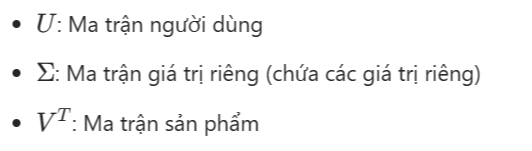 • U: Ma trận người dùng
• Σ: Ma trận giá trị riêng (chứa các giá trị riêng)
• V^T: Ma trận sản phẩm